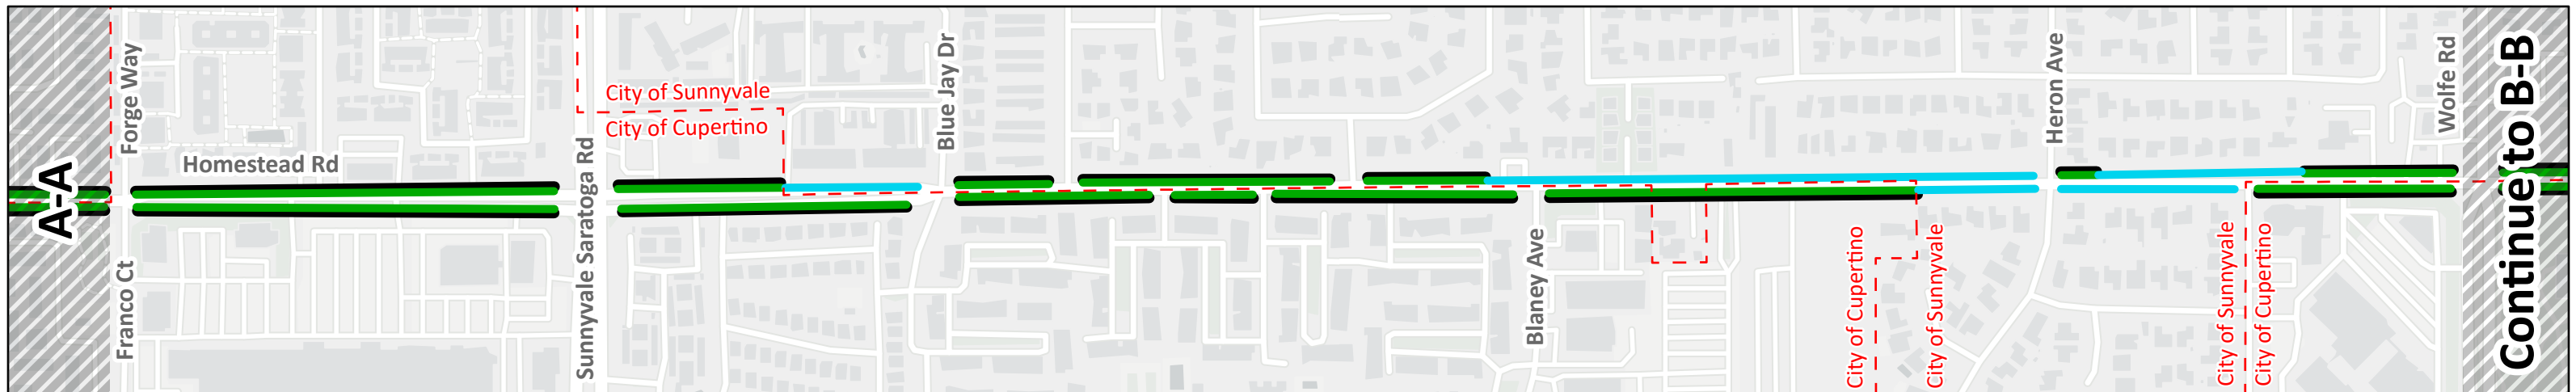 A-A
Forge Way
Franco Ct
Homestead Rd
Sunnyvale Saratoga Rd
City of Sunnyvale
City of Cupertino
Blue Jay Dr
Blaney Ave
City of Cupertino
City of Sunnyvale
Heron Ave
City of Sunnyvale
City of Cupertino
Wolfe Rd
Continue to B-B